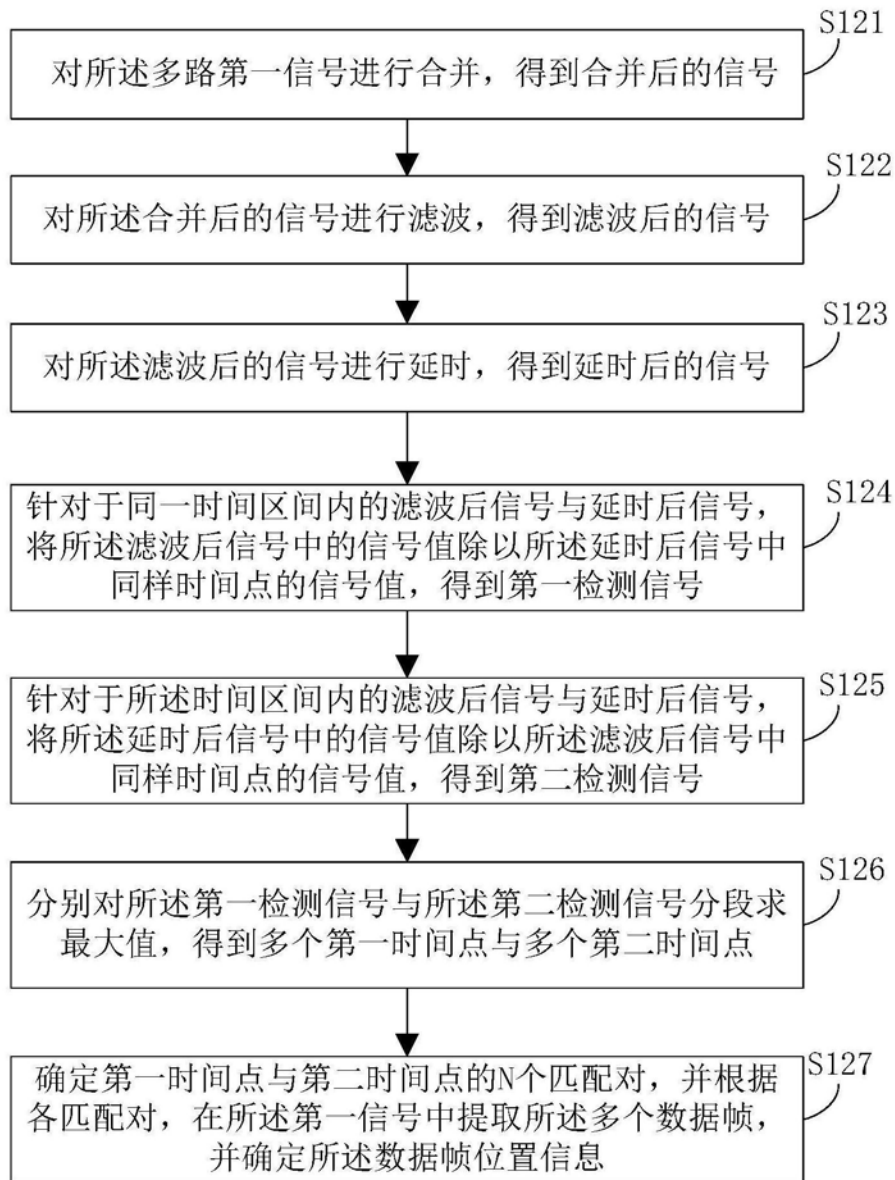 S121
对所述多路第一信号进行合并，得到合并后的信号
S122
对所述合并后的信号进行滤波，得到滤波后的信号
S123
对所述滤波后的信号进行延时，得到延时后的信号
S124
针对于同一时间区间内的滤波后信号与延时后信号，
将所述滤波后信号中的信号值除以所述延时后信号中
同样时间点的信号值，得到第一检测信号
S125
针对于所述时间区间内的滤波后信号与延时后信号，
将所述延时后信号中的信号值除以所述滤波后信号中
同样时间点的信号值，得到第二检测信号
S126
分别对所述第一检测信号与所述第二检测信号分段求
最大值，得到多个第一时间点与多个第二时间点
S127
确定第一时间点与第二时间点的N个匹配对，并根据
各匹配对，在所述第一信号中提取所述多个数据帧，
并确定所述数据帧位置信息